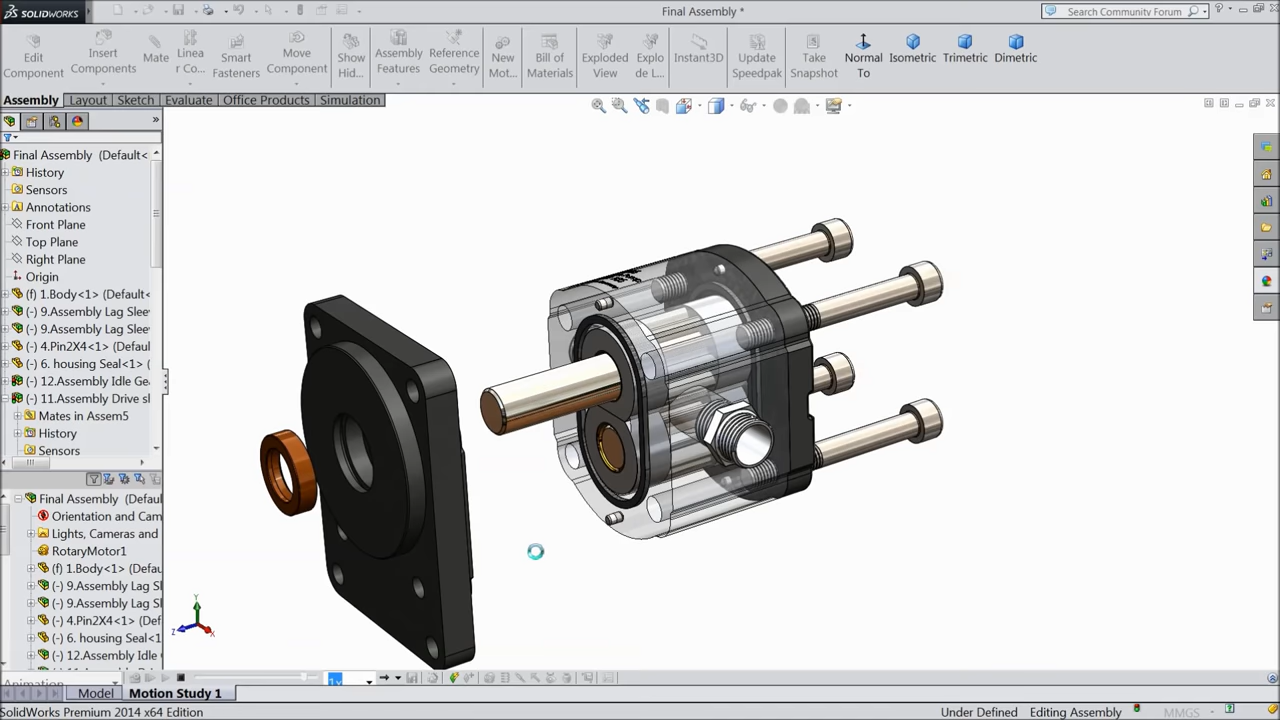 SOLIDWORKS
Final Assembly *
Search Community Forum
Edit Component
Insert Components
Mate
Linea r Co...
Smart Fasteners
Move Component
Show Hid...
Assembly Features
Reference Geometry
New Mot...
Bill of Materials
Exploded View
Explo de L...
Instant3D
Update Speedpak
Take Snapshot
Normal To
Isometric
Trimetric
Dimetric
Assembly Layout Sketch Evaluate Office Products Simulation
Final Assembly (Default<
History
Sensors
Annotations
Front Plane
Top Plane
Right Plane
Origin
(f) 1.Body<1> (Default<
(-) 9.Assembly Lag Slee
(-) 9.Assembly Lag Slee
(-) 4.Pin2X4<1> (Default
(-) 6. housing Seal<1> (
(-) 12.Assembly Idle Ge
(-) 11.Assembly Drive sl
Mates in Assem5
History
Sensors
Final Assembly (Defaul
Orientation and Cam
Lights, Cameras and
RotaryMotor1
(f) 1.Body<1> (Defau
(-) 9.Assembly Lag Sl
(-) 9.Assembly Lag Sl
(-) 4.Pin2X4<1> (Defa
(-) 6. housing Seal<1
(-) 12.Assembly Idle
Model Motion Study 1
SolidWorks Premium 2014 x64 Edition
Under Defined
Editing Assembly
MMGS